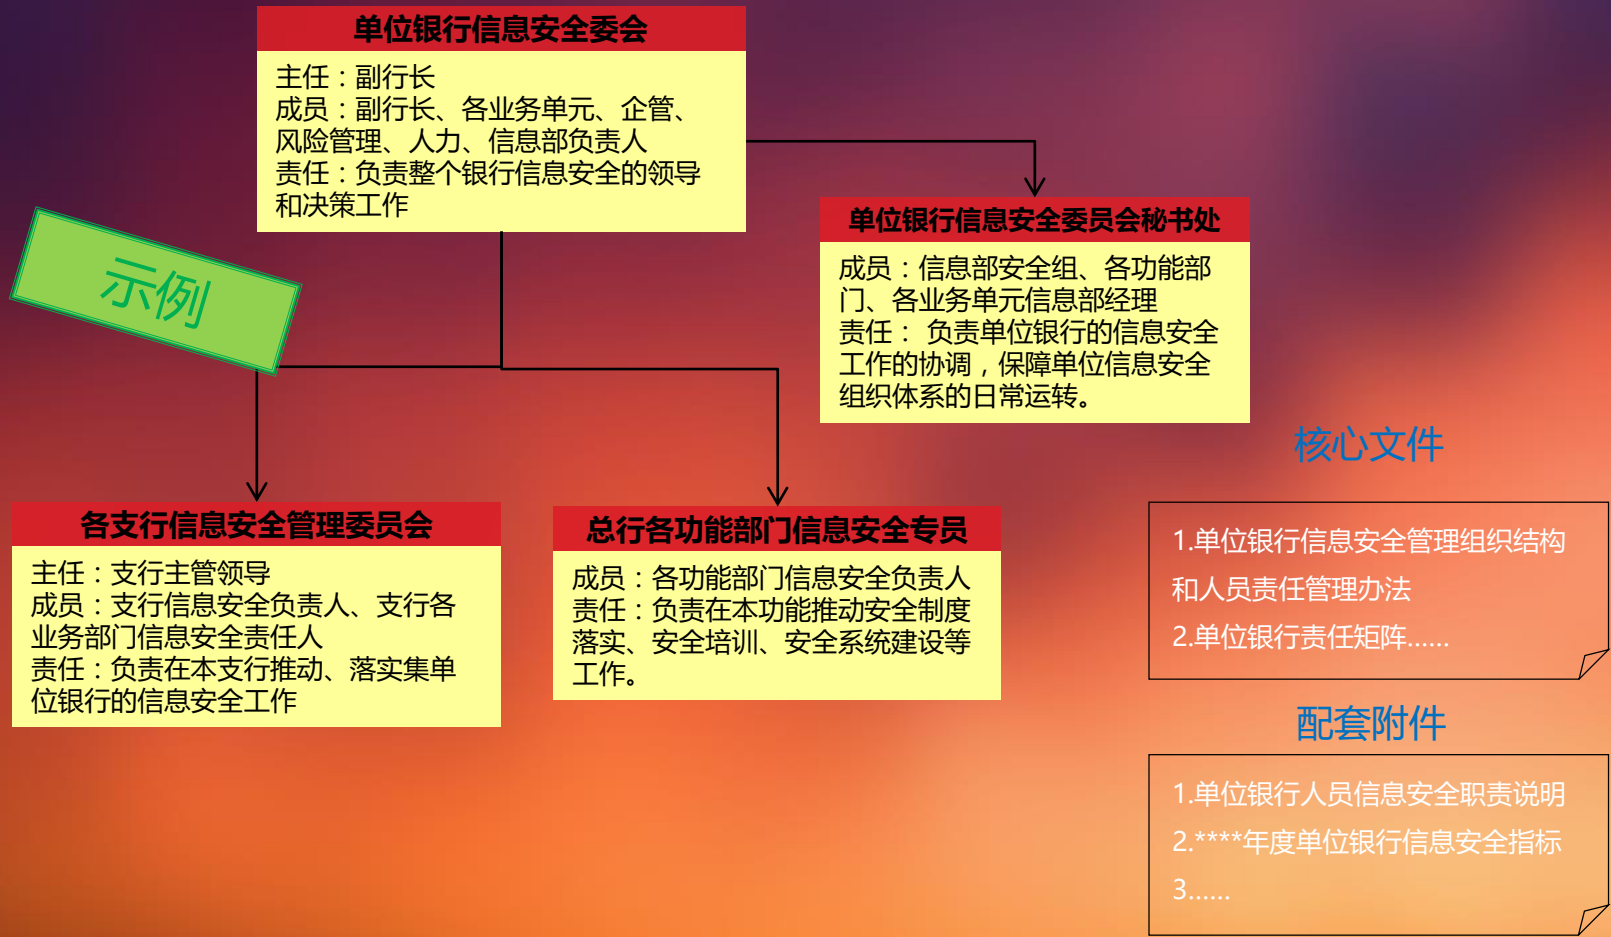 单位银行信息安全委会
主任：副行长
成员：副行长、各业务单元、企管、
风险管理、人力、信息部负责人
责任：负责整个银行信息安全的领导
和决策工作
示例
单位银行信息安全委员会秘书处
成员：信息部安全组、各功能部
门、各业务单元信息部经理
责任： 负责单位银行的信息安全
工作的协调，保障单位信息安全
组织体系的日常运转。
各支行信息安全管理委员会
主任：支行主管领导
成员：支行信息安全负责人、支行各
业务部门信息安全责任人
责任：负责在本支行推动、落实集单
位银行的信息安全工作
总行各功能部门信息安全专员
成员：各功能部门信息安全负责人
责任：负责在本功能推动安全制度
落实、安全培训、安全系统建设等
工作。
核心文件
1.单位银行信息安全管理组织结构
和人员责任管理办法
2.单位银行责任矩阵......
配套附件
1.单位银行人员信息安全职责说明
2.****年度单位银行信息安全指标
3......